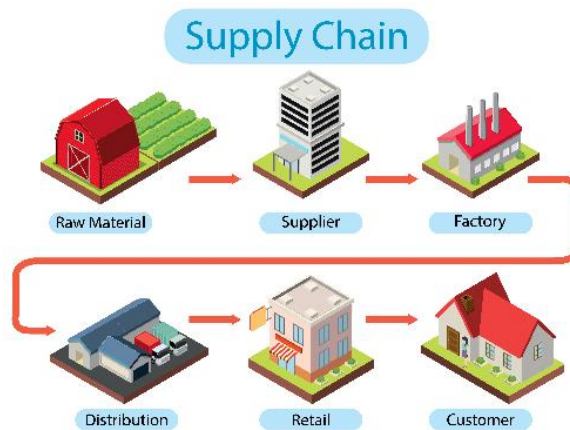 Supply Chain
Raw Material
Supplier
Factory
Distribution
Retail
Customer